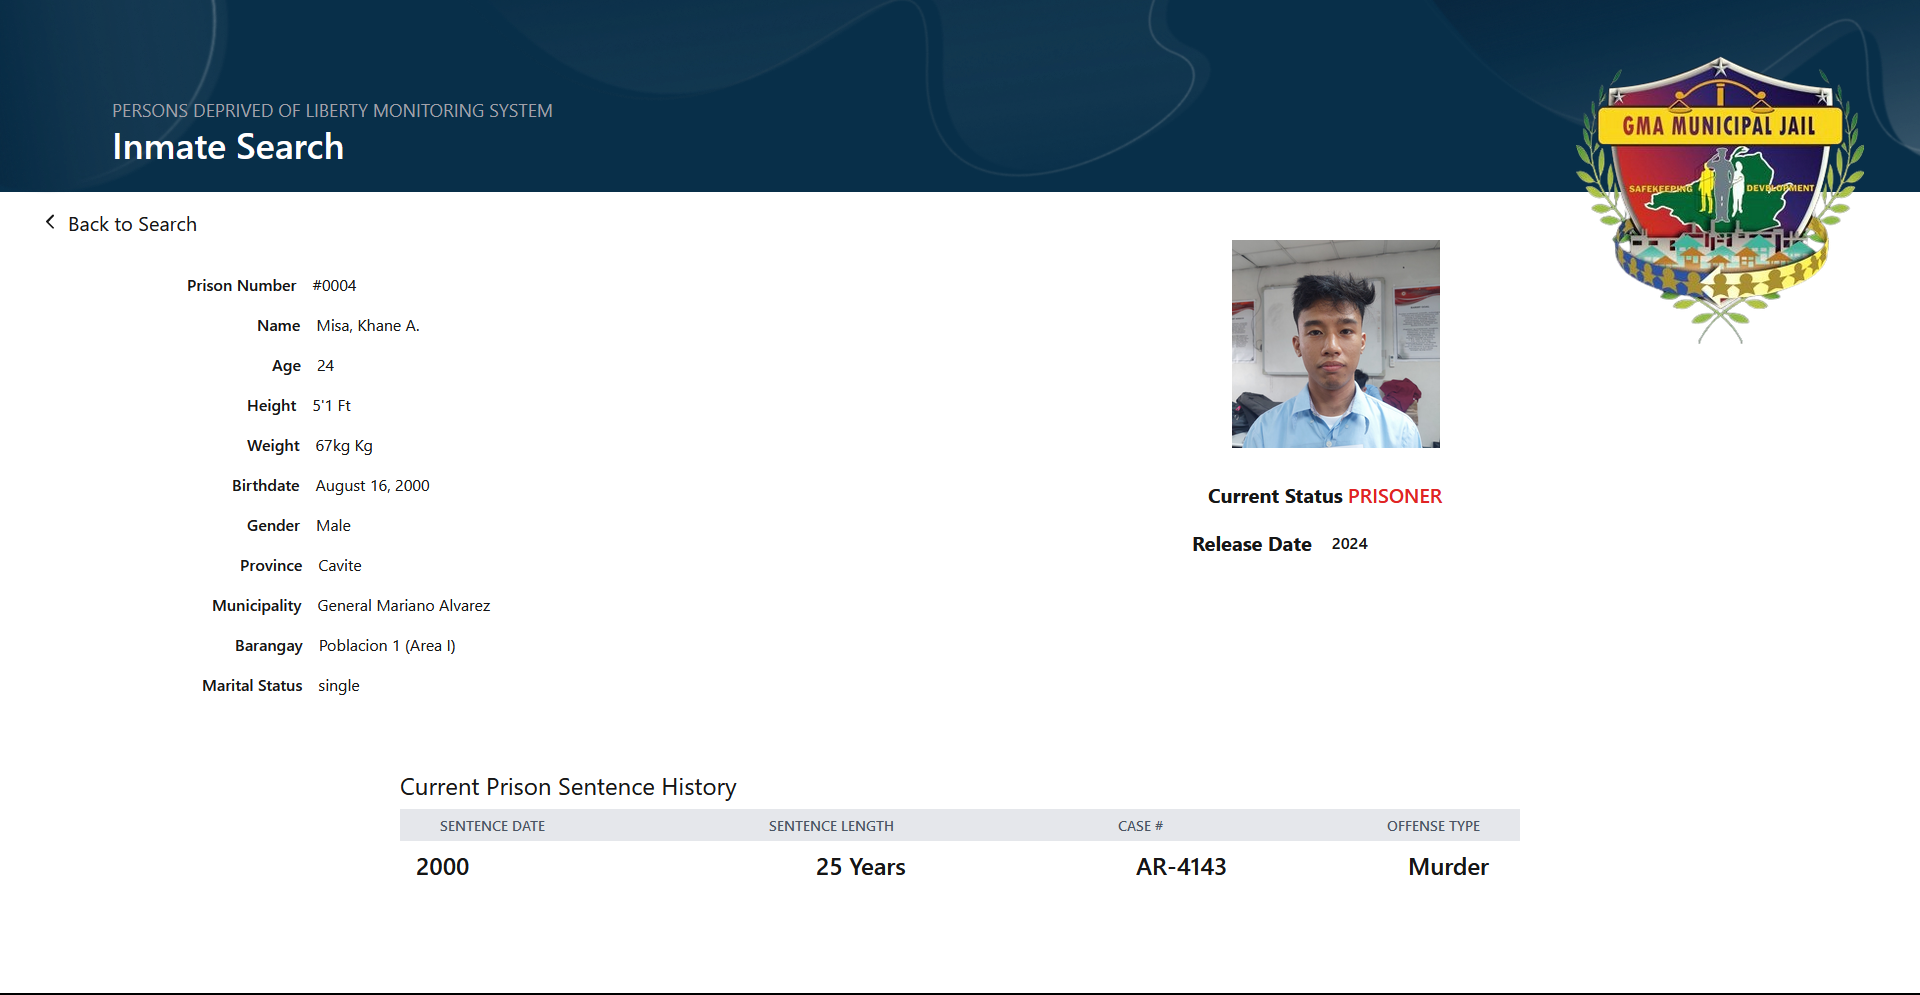 PERSONS DEPRIVED OF LIBERTY MONITORING SYSTEM
Inmate Search
GMA MUNICIPAL JAIL
SAFEKEEPING DEVELOPMENT
Back to Search
Prison Number #0004
Name Misa, Khane A.
Age 24
Height 5'1 Ft
Weight 67kg Kg
Birthdate August 16, 2000
Gender Male
Province Cavite
Municipality General Mariano Alvarez
Barangay Poblacion 1 (Area I)
Marital Status single
Current Status PRISONER
Release Date 2024
Current Prison Sentence History
SENTENCE DATE SENTENCE LENGTH CASE # OFFENSE TYPE
2000 25 Years AR-4143 Murder